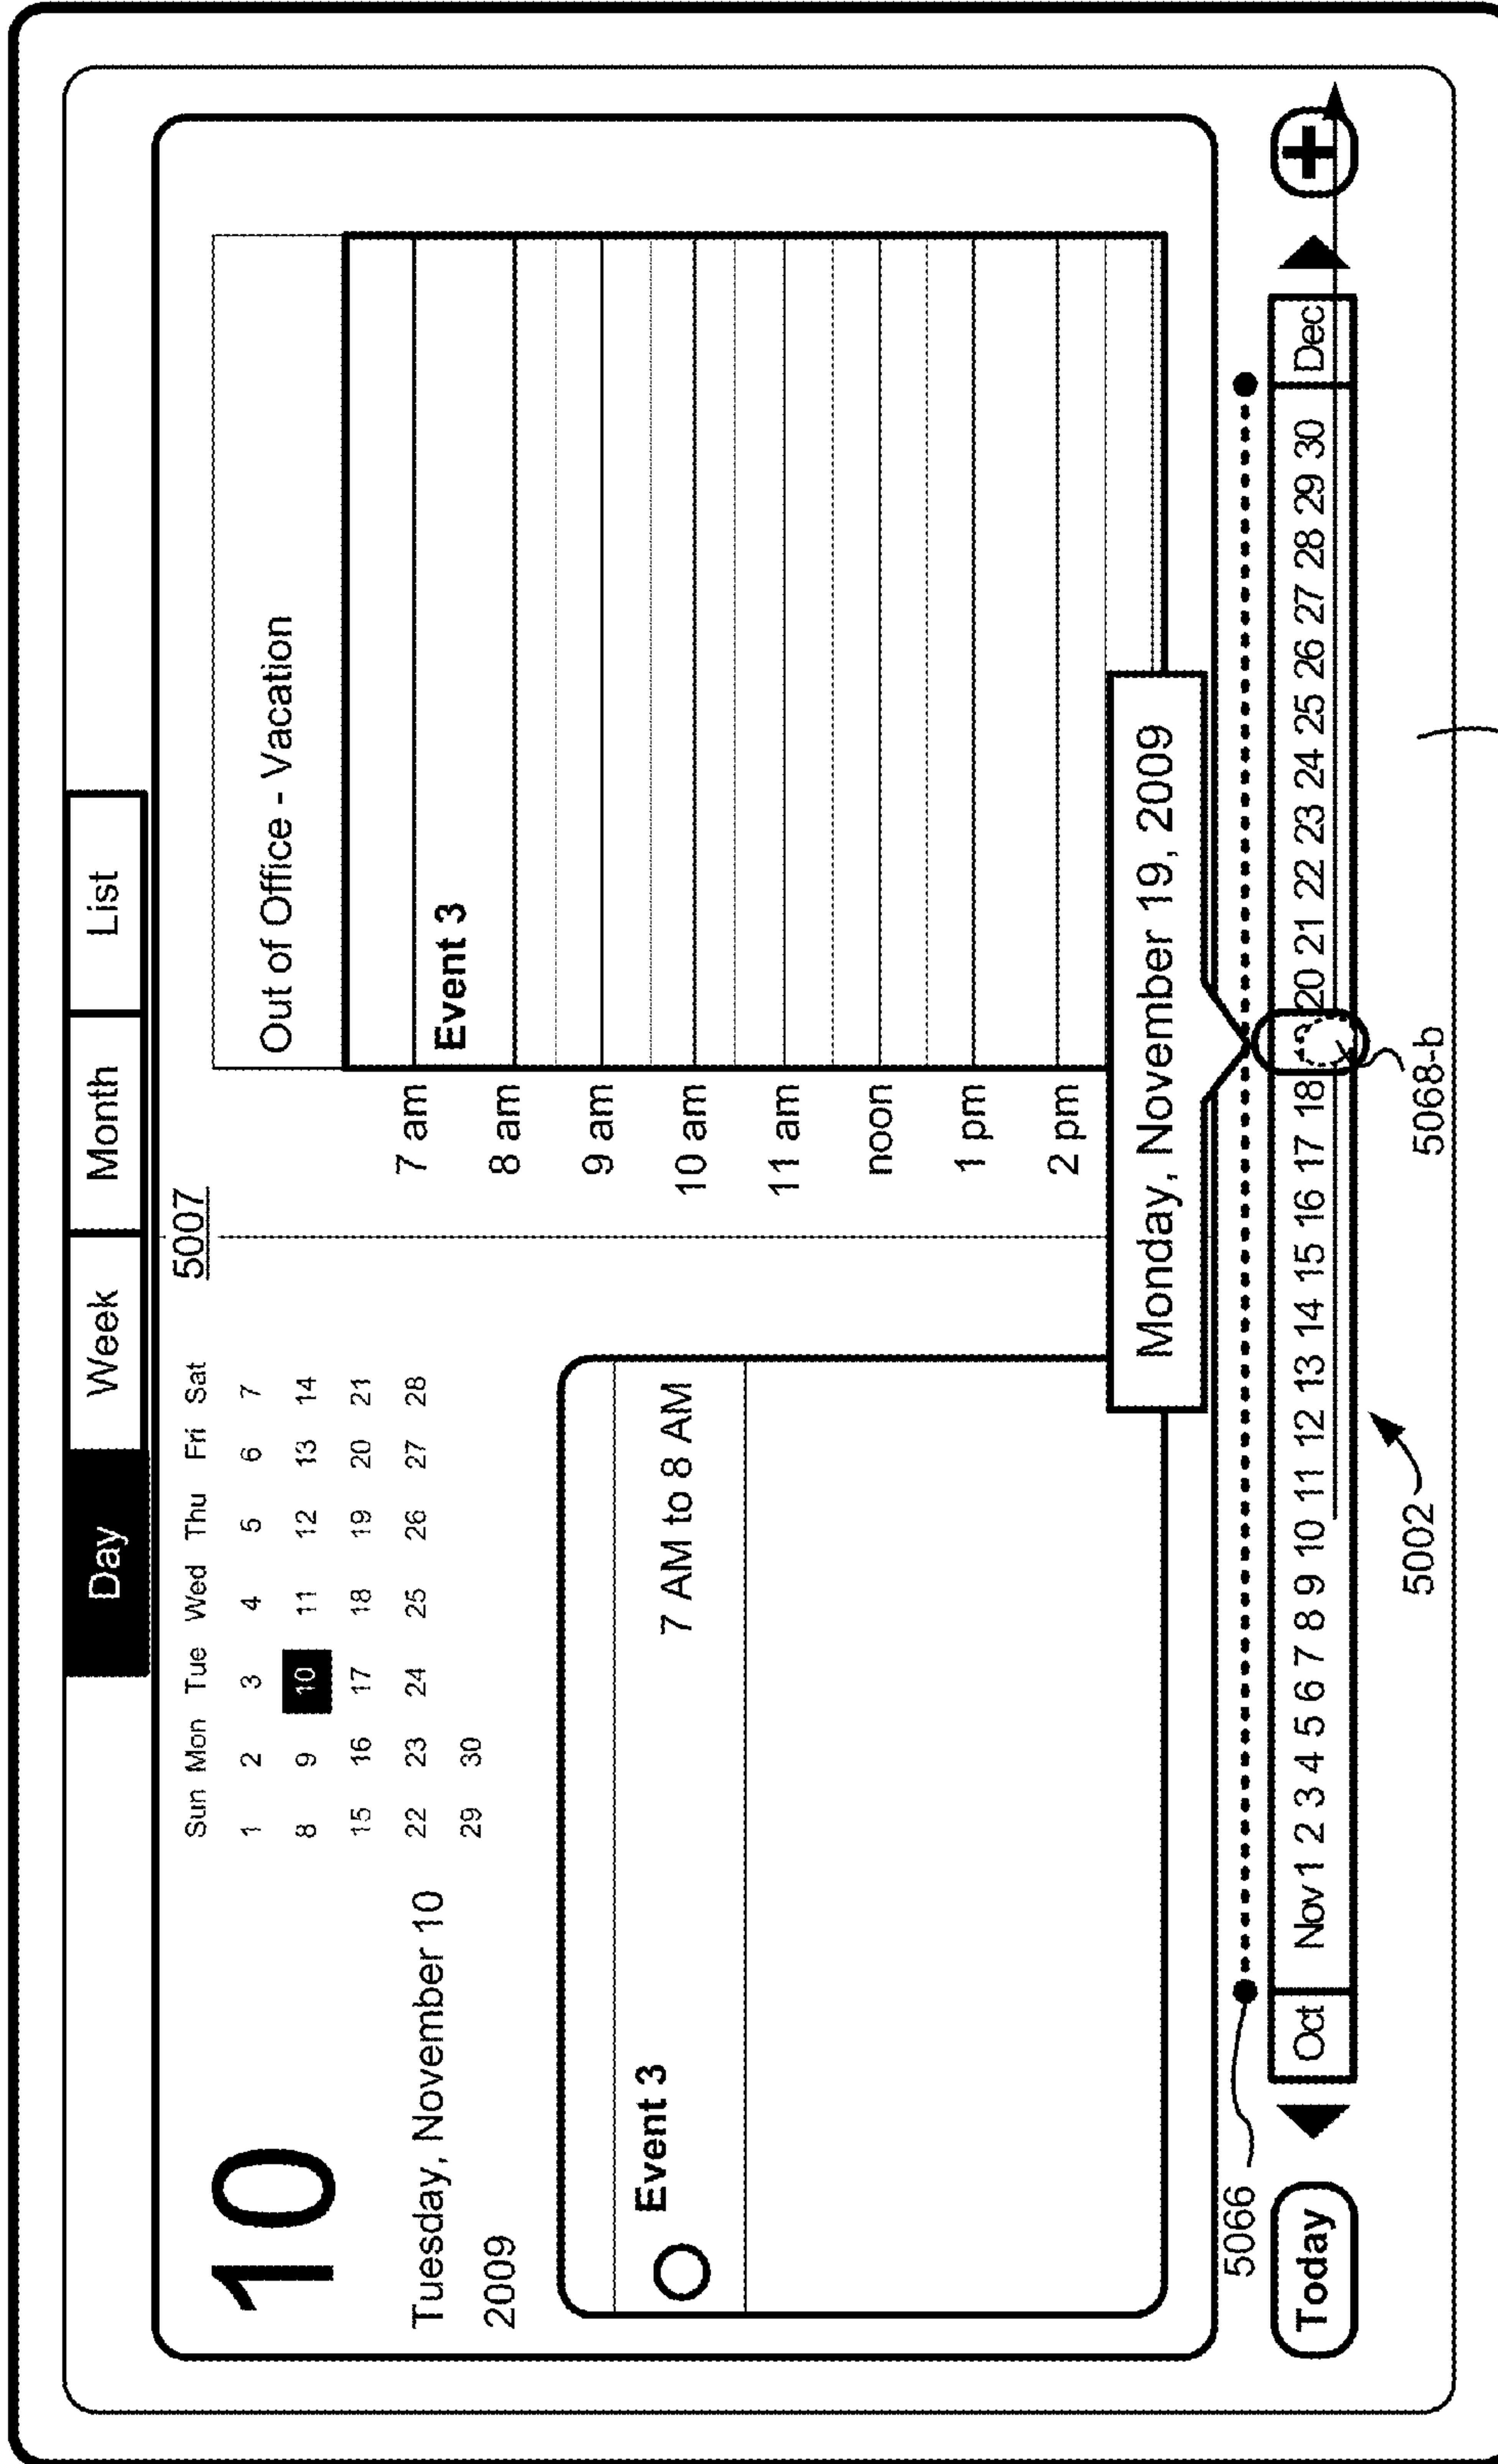 Day Week Month List
5007
10
Tuesday, November 10
2009
Sun Mon Tue Wed Thu Fri Sat
1 2 3 4 5 6 7
8 9 10 11 12 13 14
15 16 17 18 19 20 21
22 23 24 25 26 27 28
29 30
Event 3
7 AM to 8 AM
Out of Office - Vacation
7 am
Event 3
8 am
9 am
10 am
11 am
noon
1 pm
2 pm
Monday, November 19, 2009
5066
Today Oct Nov 1 2 3 4 5 6 7 8 9 10 11 12 13 14 15 16 17 18 20 21 22 23 24 25 26 27 28 29 30 Dec +
5002
5068-b